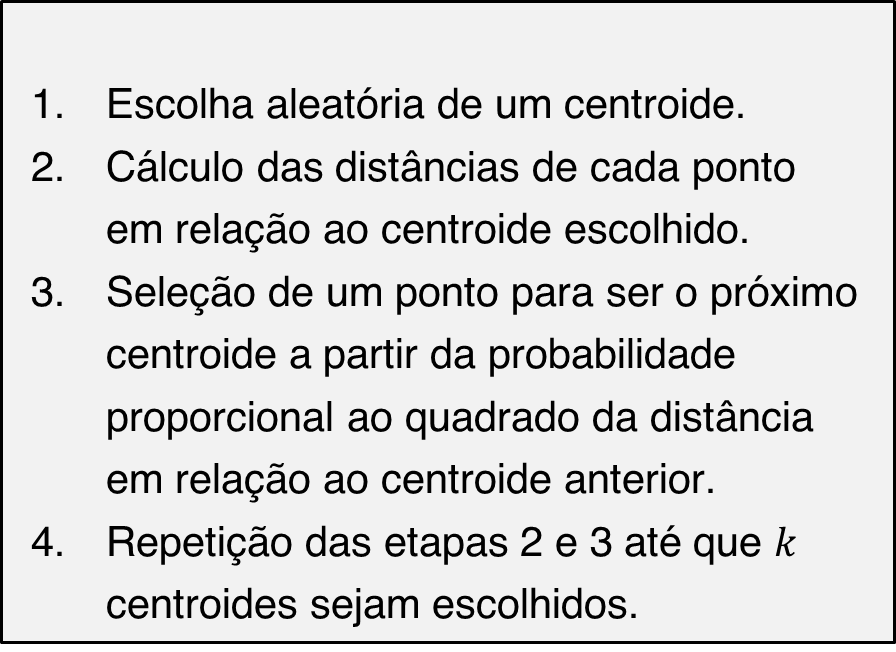 1. Escolha aleatória de um centroide.
2. Cálculo das distâncias de cada ponto
em relação ao centroide escolhido.
3. Seleção de um ponto para ser o próximo
centroide a partir da probabilidade
proporcional ao quadrado da distância
em relação ao centroide anterior.
4. Repetição das etapas 2 e 3 até que k
centroides sejam escolhidos.